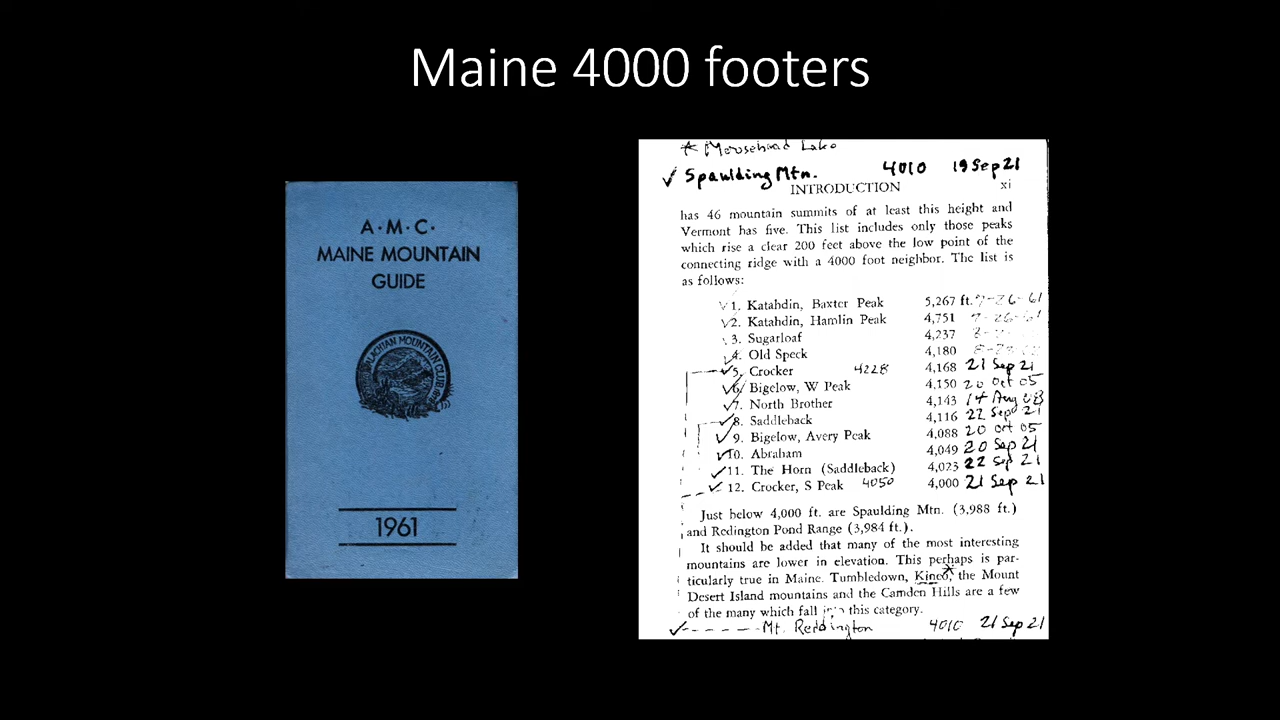 Maine 4000 footers
A·M·C·
MAINE MOUNTAIN
GUIDE
APPALACHIAN MOUNTAIN CLUB
1961
* Moosehead Lake
✓ Spaulding Mtn. 4010 19 Sep 21
INTRODUCTION xi
has 46 mountain summits of at least this height and
Vermont has five. This list includes only those peaks
which rise a clear 200 feet above the low point of the
connecting ridge with a 4000 foot neighbor. The list is
as follows:
✓ 1. Katahdin, Baxter Peak 5,267 ft. 7-26-61
✓ 2. Katahdin, Hamlin Peak 4,751 7-26-61
3. Sugarloaf 4,237
✓ 4. Old Speck 4,180
✓ 5. Crocker 4228 4,168 21 Sep 21
✓ 6. Bigelow, W Peak 4,150 20 Oct 05
✓ 7. North Brother 4,143 14 Aug 08
✓ 8. Saddleback 4,116 22 Sep 21
✓ 9. Bigelow, Avery Peak 4,088 20 Oct 05
✓ 10. Abraham 4,049 20 Sep 21
✓ 11. The Horn (Saddleback) 4,023 22 Sep 21
✓ 12. Crocker, S Peak 4050 4,000 21 Sep 21
Just below 4,000 ft. are Spaulding Mtn. (3,988 ft.)
and Redington Pond Range (3,984 ft.).
It should be added that many of the most interesting
mountains are lower in elevation. This perhaps is par-
ticularly true in Maine. Tumbledown, Kineo,* the Mount
Desert Island mountains and the Camden Hills are a few
of the many which fall into this category.
✓ Mt. Reddington 4010 21 Sep 21